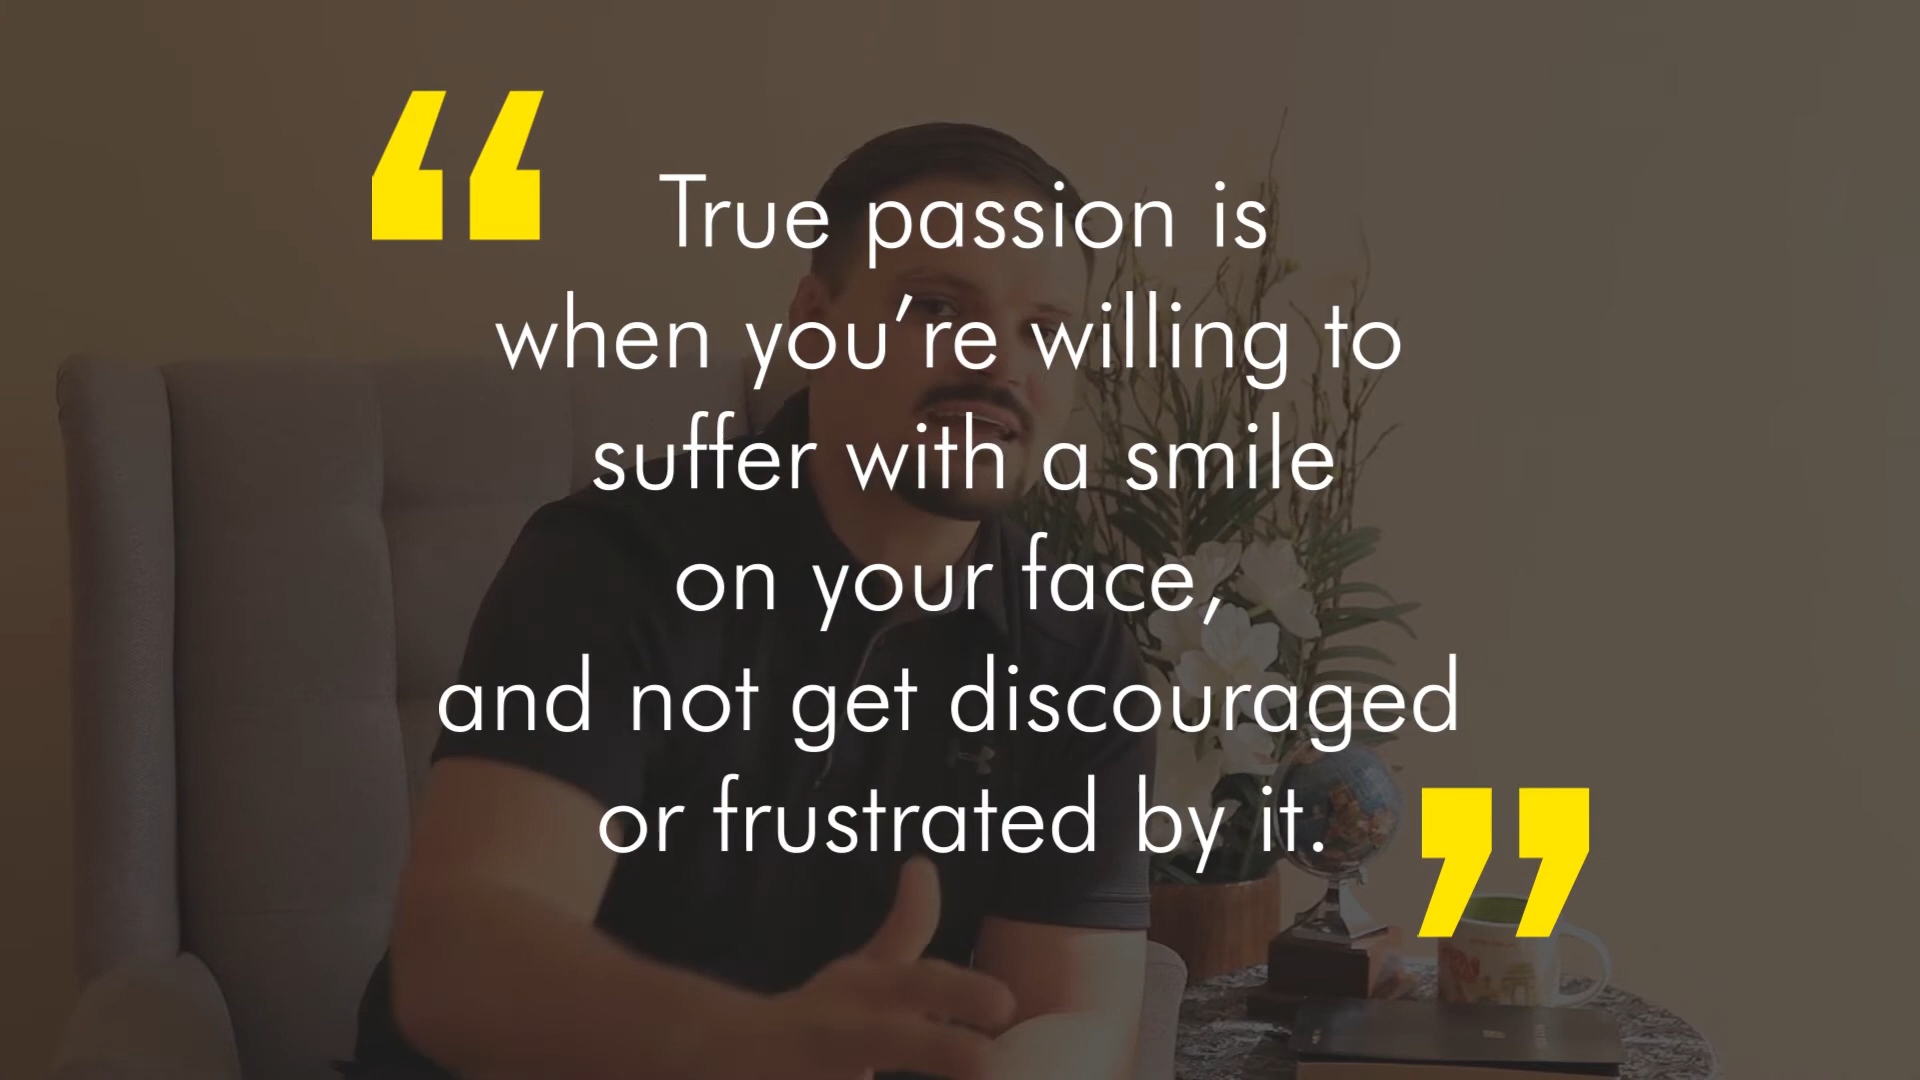 “True passion is
when you’re willing to
suffer with a smile
on your face,
and not get discouraged
or frustrated by it.”